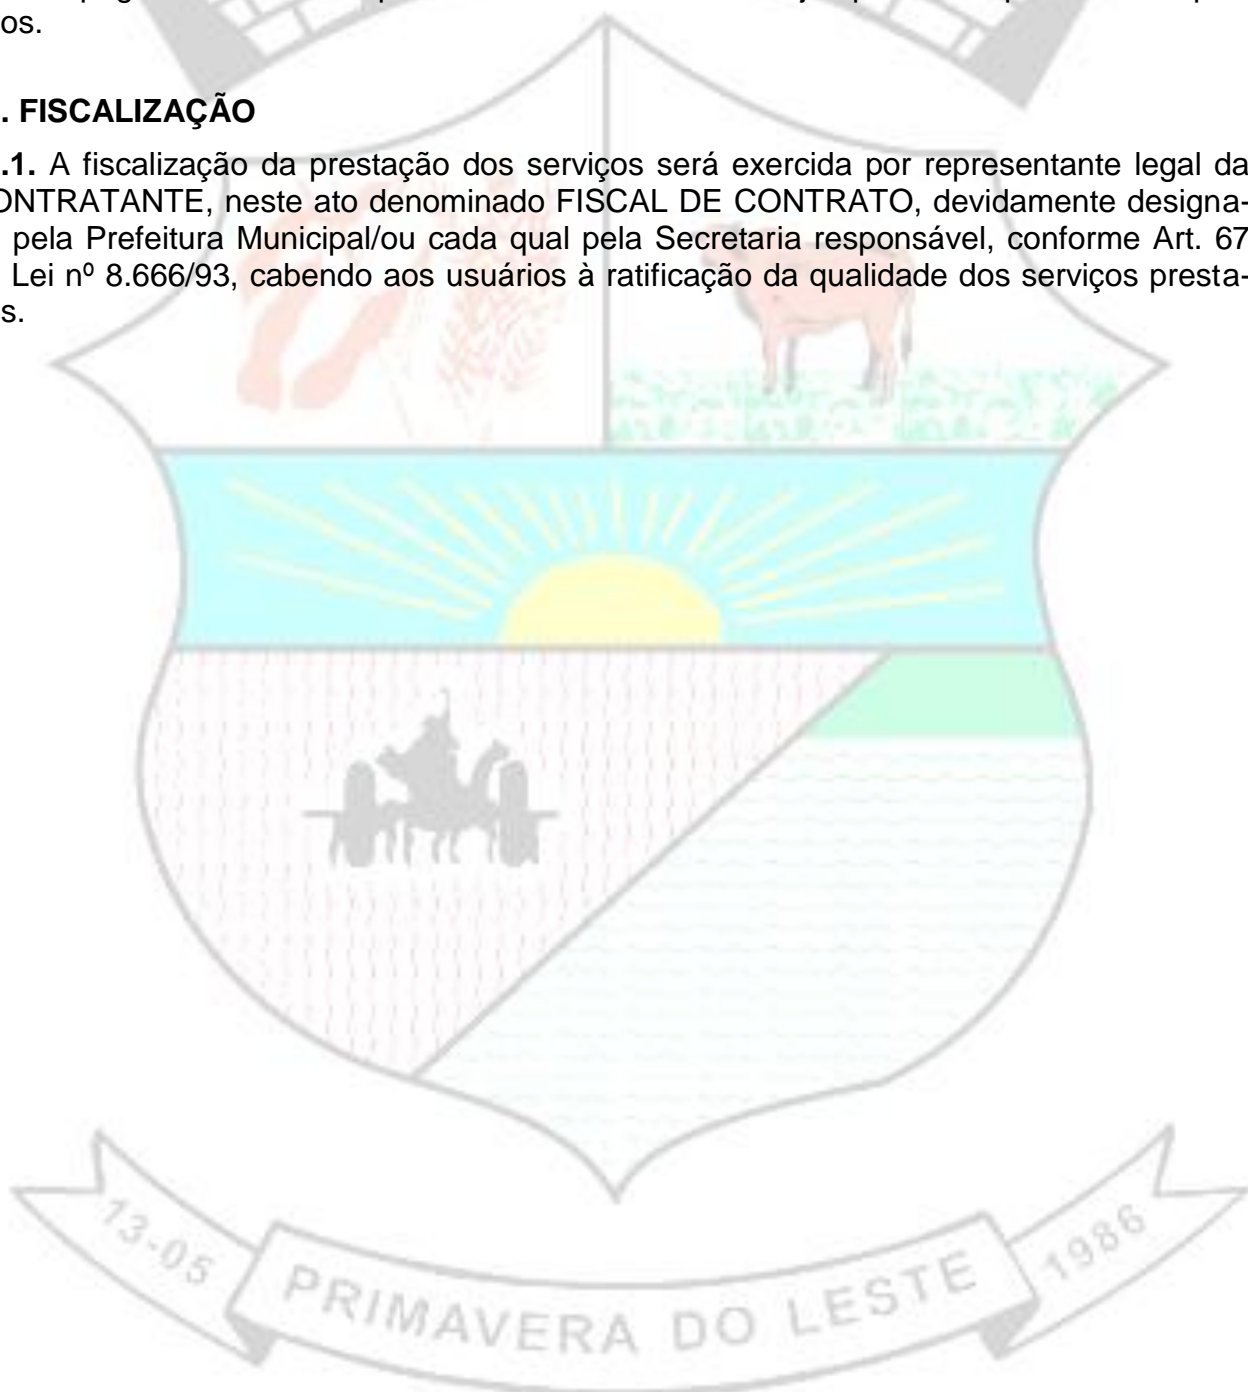 os.
. FISCALIZAÇÃO
.1. A fiscalização da prestação dos serviços será exercida por representante legal da
ONTRATANTE, neste ato denominado FISCAL DE CONTRATO, devidamente designa-
pela Prefeitura Municipal/ou cada qual pela Secretaria responsável, conforme Art. 67
Lei nº 8.666/93, cabendo aos usuários à ratificação da qualidade dos serviços presta-
s.
13-05 PRIMAVERA DO LESTE 1986